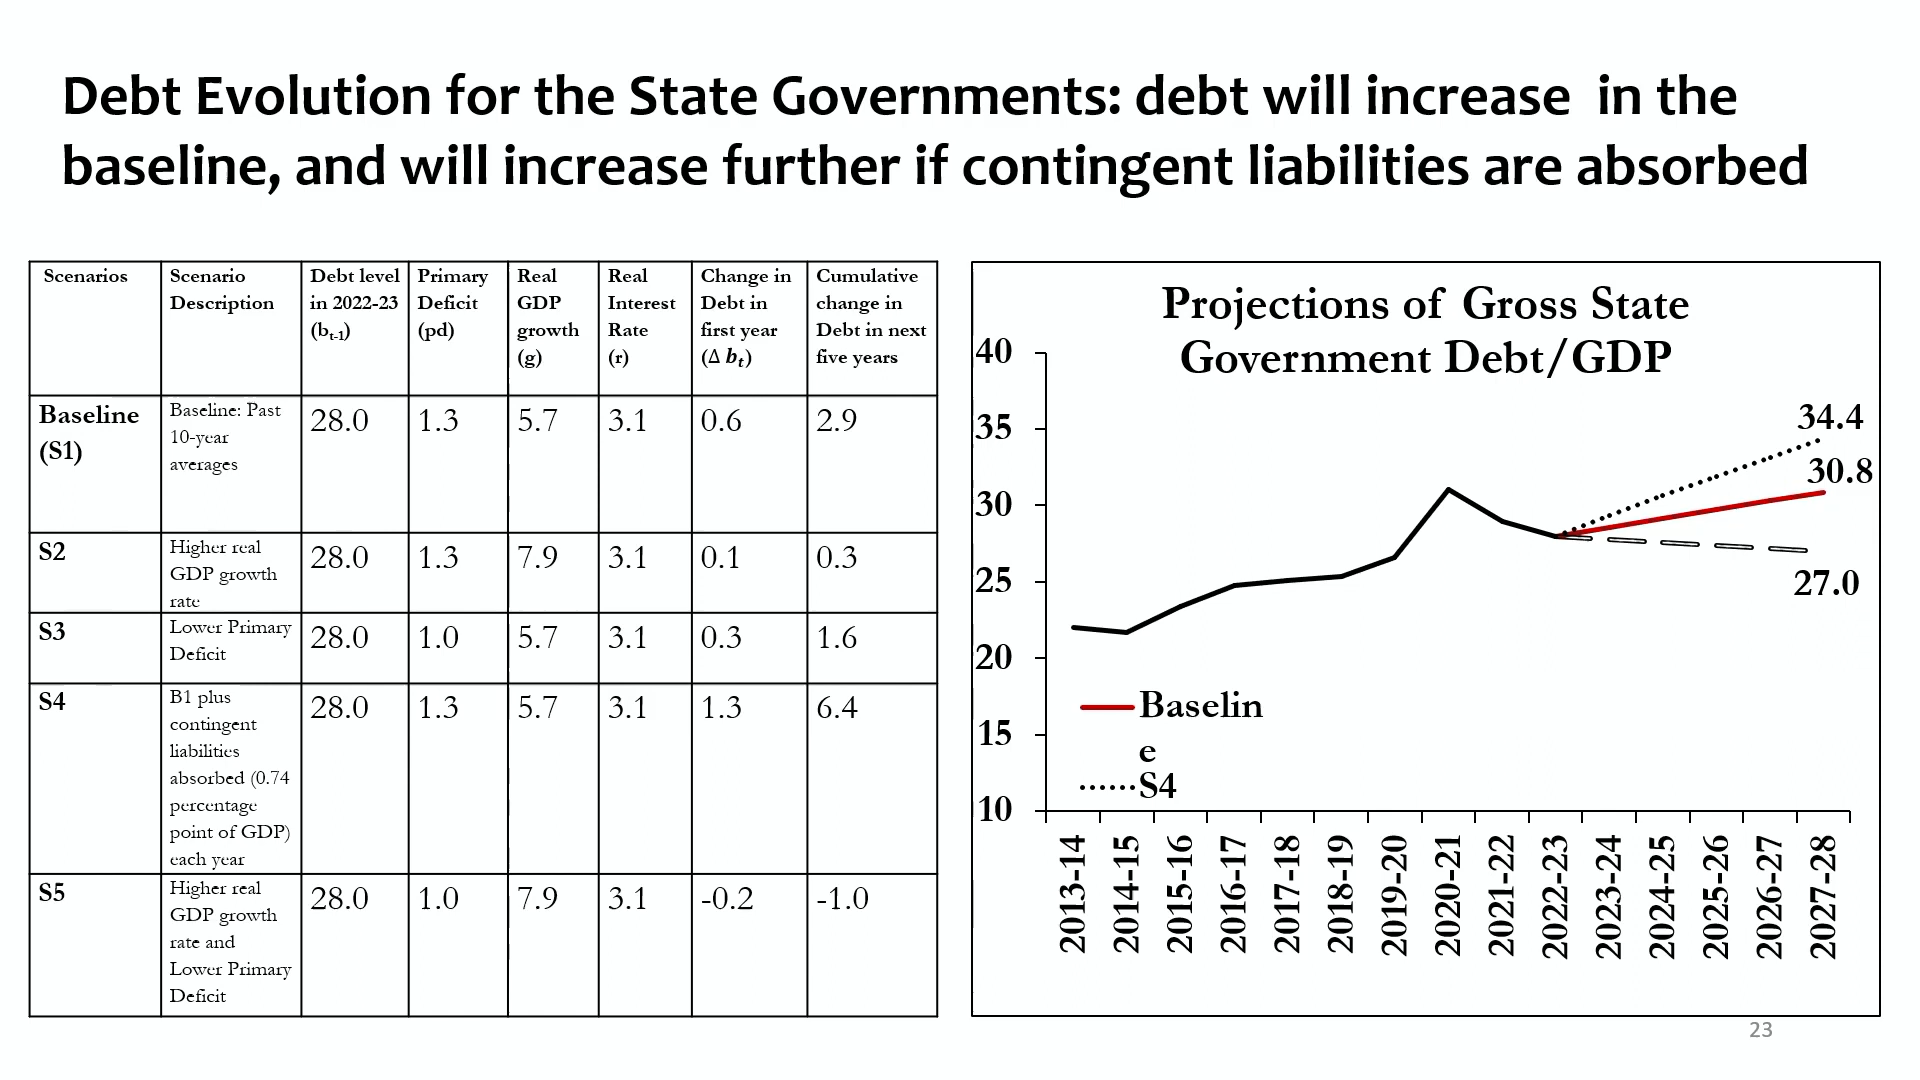 Debt Evolution for the State Governments: debt will increase in the
baseline, and will increase further if contingent liabilities are absorbed
Scenarios
Scenario
Description
Debt level
in 2022-23
(bt-1)
Primary
Deficit
(pd)
Real
GDP
growth
(g)
Real
Interest
Rate
(r)
Change in
Debt in
first year
(Δ bt)
Cumulative
change in
Debt in next
five years
Baseline
(S1)
Baseline: Past
10-year
averages
28.0
1.3
5.7
3.1
0.6
2.9
S2
Higher real
GDP growth
rate
28.0
1.3
7.9
3.1
0.1
0.3
S3
Lower Primary
Deficit
28.0
1.0
5.7
3.1
0.3
1.6
S4
B1 plus
contingent
liabilities
absorbed (0.74
percentage
point of GDP)
each year
28.0
1.3
5.7
3.1
1.3
6.4
S5
Higher real
GDP growth
rate and
Lower Primary
Deficit
28.0
1.0
7.9
3.1
-0.2
-1.0
Projections of Gross State
Government Debt/GDP
40
35
30
25
20
15
10
34.4
30.8
27.0
Baselin
e
S4
2013-14
2014-15
2015-16
2016-17
2017-18
2018-19
2019-20
2020-21
2021-22
2022-23
2023-24
2024-25
2025-26
2026-27
2027-28
23